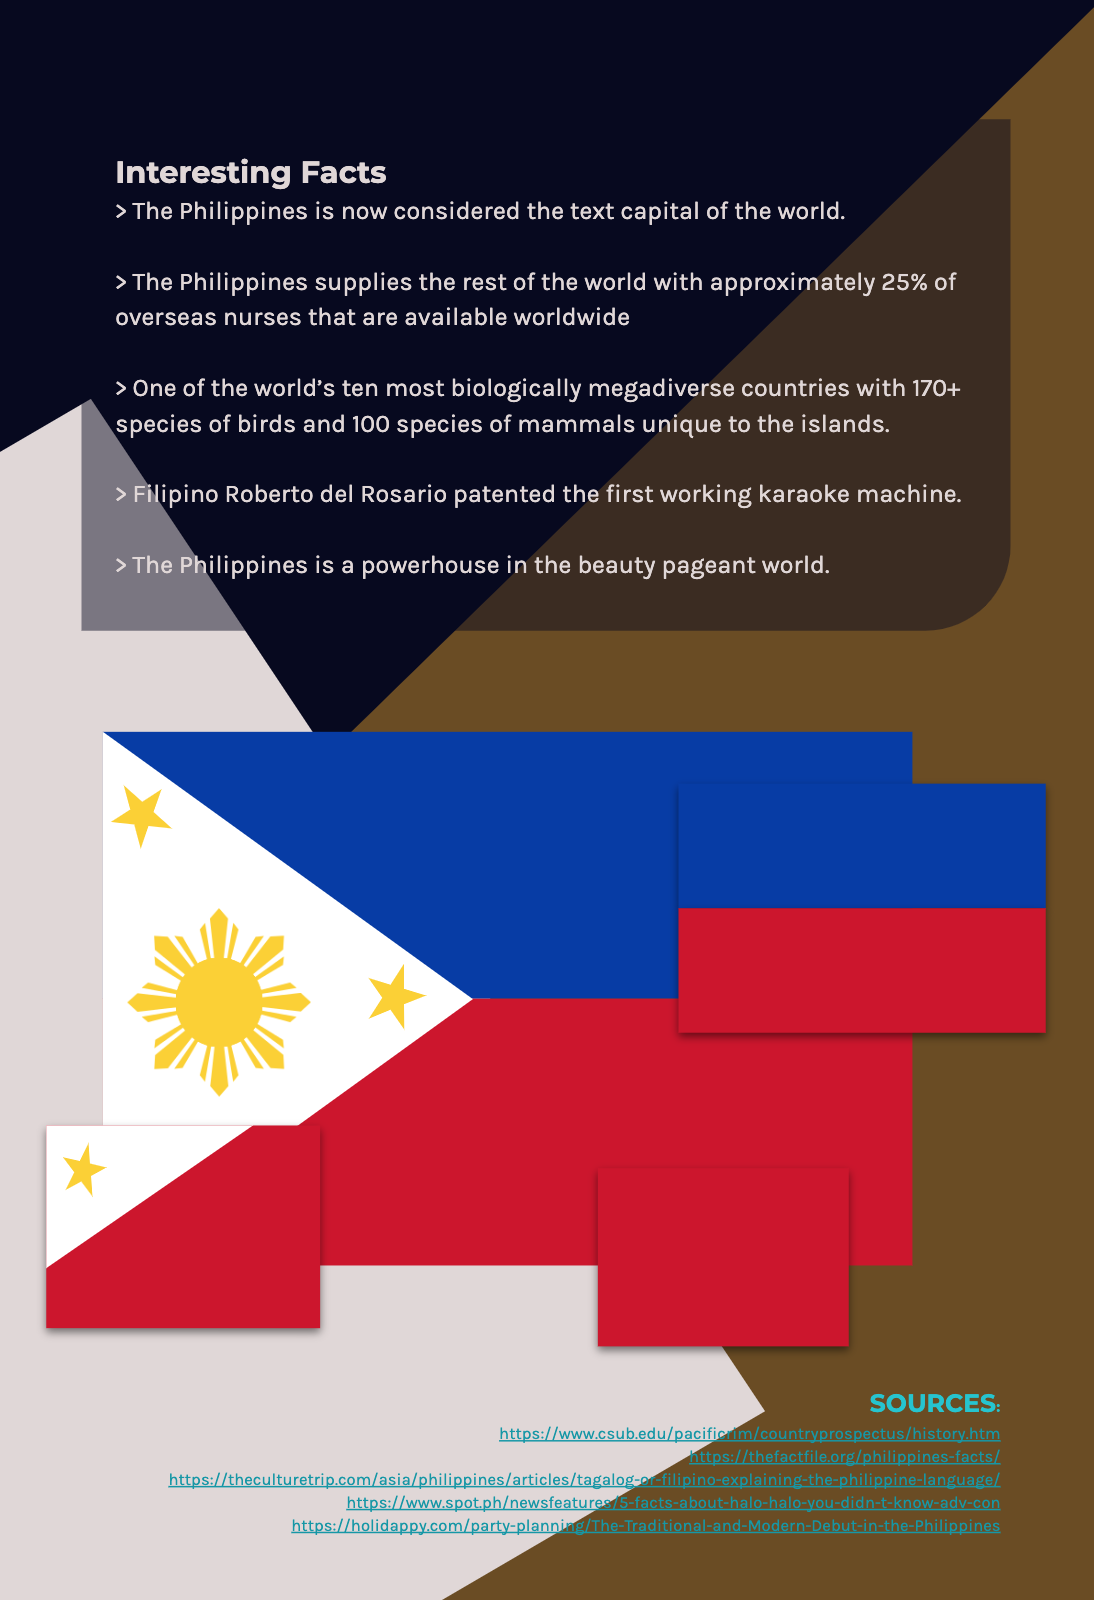 Interesting Facts
> The Philippines is now considered the text capital of the world.
> The Philippines supplies the rest of the world with approximately 25% of
overseas nurses that are available worldwide
> One of the world’s ten most biologically megadiverse countries with 170+
species of birds and 100 species of mammals unique to the islands.
> Filipino Roberto del Rosario patented the first working karaoke machine.
> The Philippines is a powerhouse in the beauty pageant world.
SOURCES:
https://www.csub.edu/pacificrim/countryprospectus/history.htm
https://thefactfile.org/philippines-facts/
https://theculturetrip.com/asia/philippines/articles/tagalog-or-filipino-explaining-the-philippine-language/
https://www.spot.ph/newsfeatures/5-facts-about-halo-halo-you-didn-t-know-adv-con
https://holidappy.com/party-planning/The-Traditional-and-Modern-Debut-in-the-Philippines